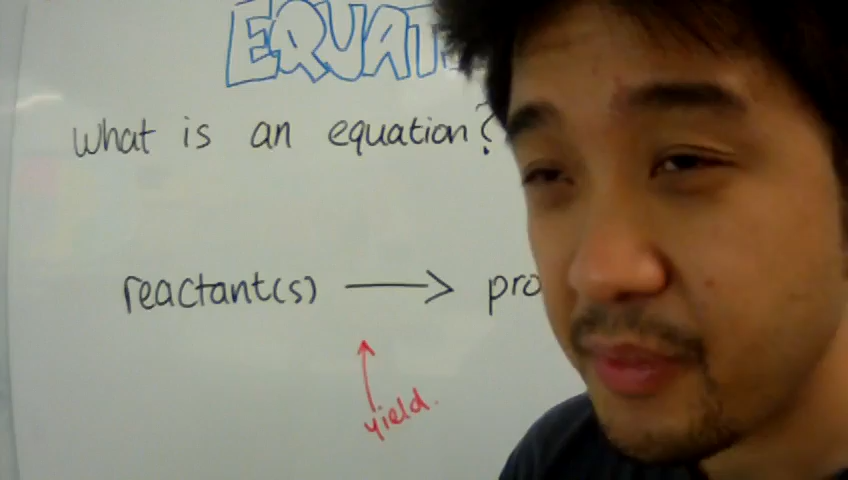 EQUAT
what is an equation?
reactant(s) → pro
yield.